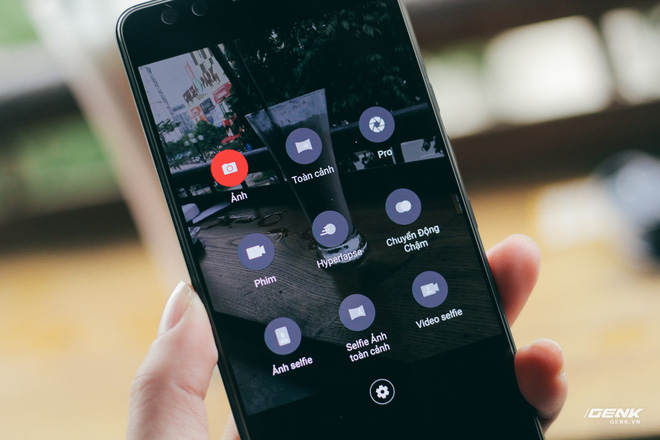 Ảnh
Toàn cảnh
Pro
Phim
Hyperlapse
Chuyển Động
Chậm
Ảnh selfie
Selfie Ảnh
toàn cảnh
Video selfie
GENK
GENK.VN